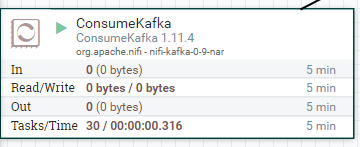 ConsumeKafka
ConsumeKafka 1.11.4
org.apache.nifi - nifi-kafka-0-9-nar
In 0 (0 bytes) 5 min
Read/Write 0 bytes / 0 bytes 5 min
Out 0 (0 bytes) 5 min
Tasks/Time 30 / 00:00:00.316 5 min